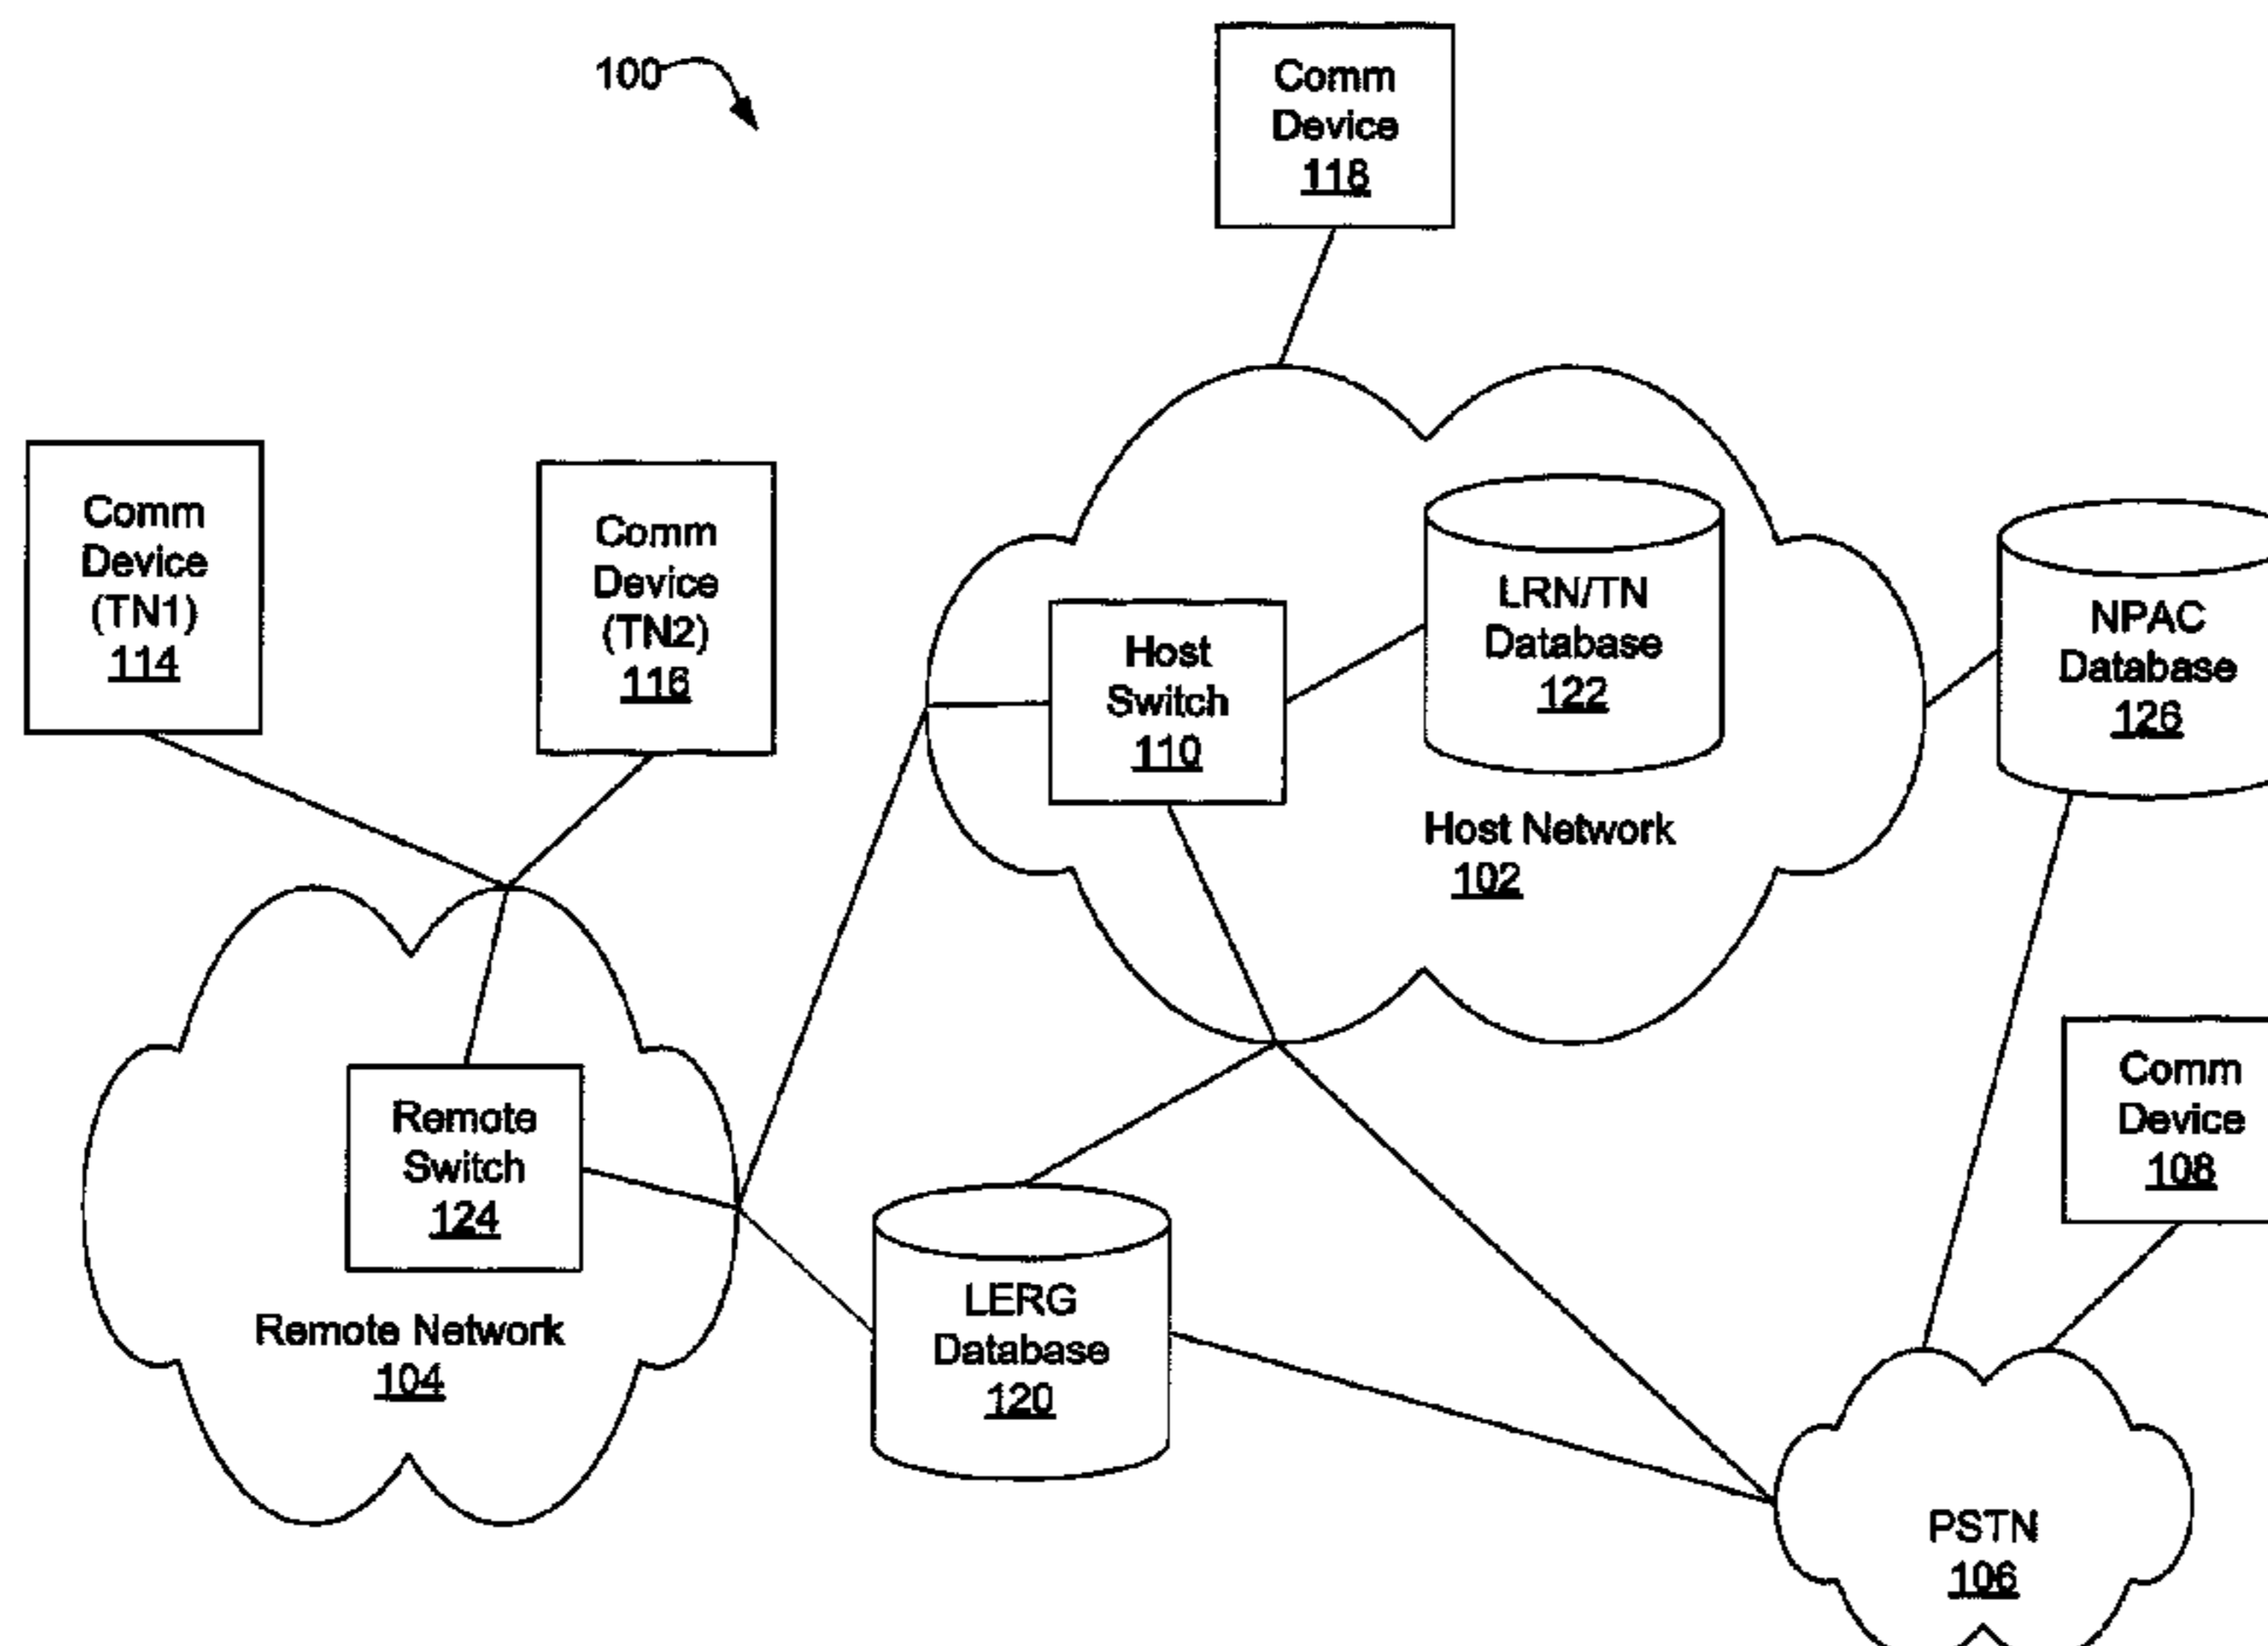 100
Comm
Device
118
Comm
Device
(TN1)
114
Comm
Device
(TN2)
116
Host
Switch
110
LRN/TN
Database
122
Host Network
102
NPAC
Database
126
Remote
Switch
124
Remote Network
104
LERG
Database
120
Comm
Device
108
PSTN
106